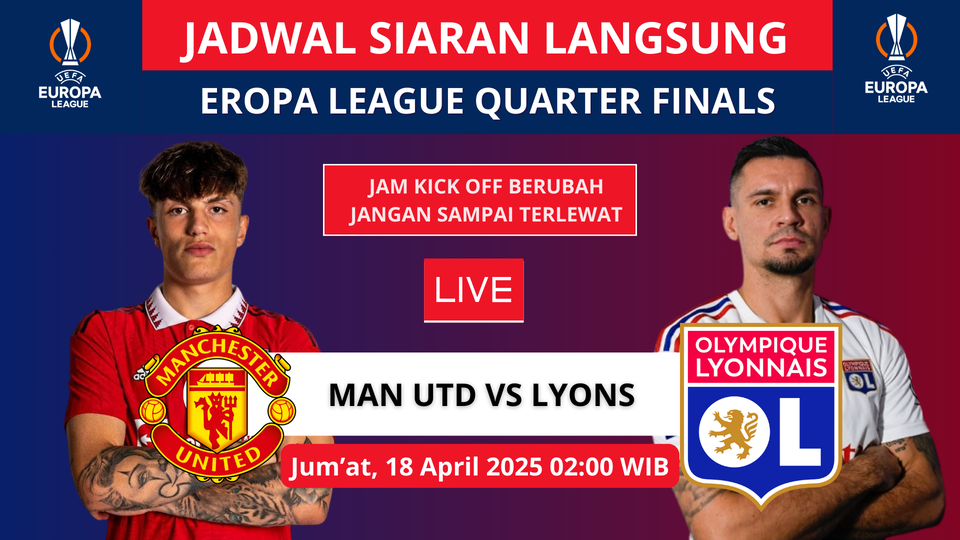 JADWAL SIARAN LANGSUNG
EROPA LEAGUE QUARTER FINALS
UEFA
EUROPA
LEAGUE
UEFA
EUROPA
LEAGUE
JAM KICK OFF BERUBAH
JANGAN SAMPAI TERLEWAT
LIVE
MAN UTD VS LYONS
Jum’at, 18 April 2025 02:00 WIB
MANCHESTER
UNITED
OLYMPIQUE
LYONNAIS
OL
OL